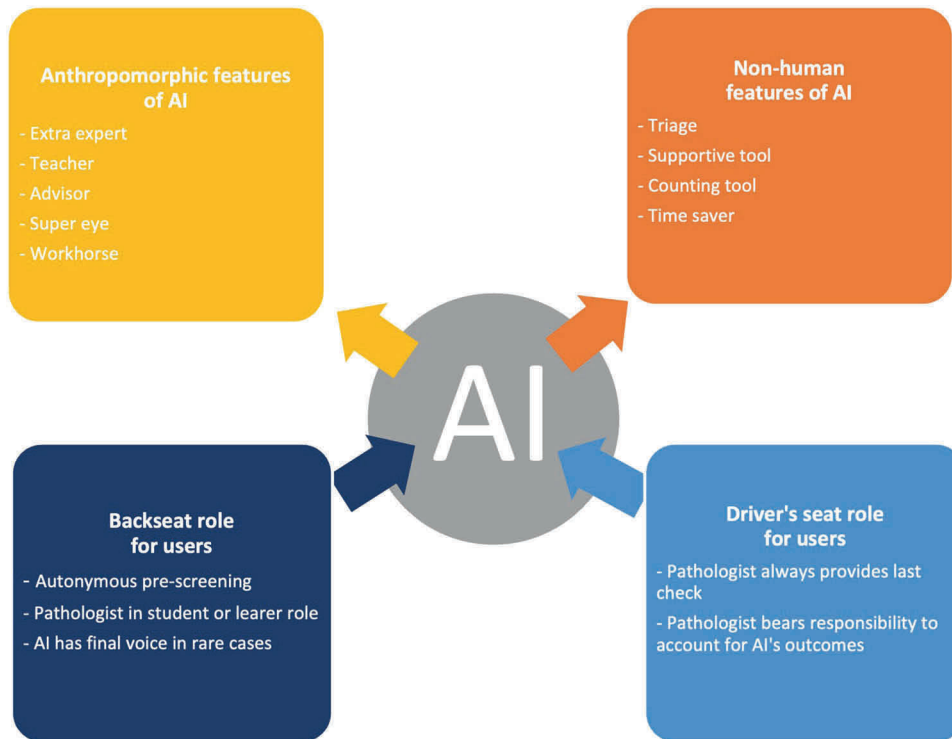 Anthropomorphic features
of AI
- Extra expert
- Teacher
- Advisor
- Super eye
- Workhorse
Non-human
features of AI
- Triage
- Supportive tool
- Counting tool
- Time saver
AI
Backseat role
for users
- Autonymous pre-screening
- Pathologist in student or learer role
- AI has final voice in rare cases
Driver's seat role
for users
- Pathologist always provides last
check
- Pathologist bears responsibility to
account for AI's outcomes